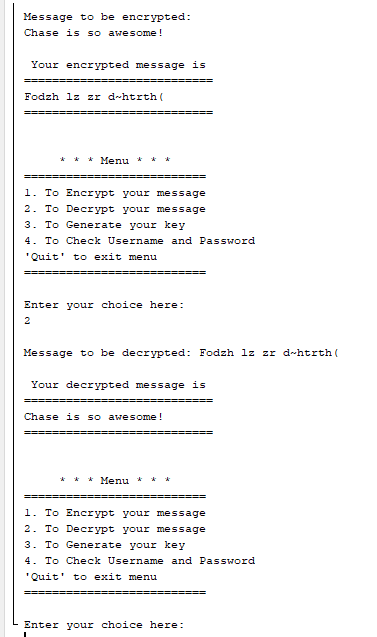 Message to be encrypted:
Chase is so awesome!
Your encrypted message is
===========================
Fodzh lz zr d~htrth(
===========================
* * * Menu * * *
==========================
1. To Encrypt your message
2. To Decrypt your message
3. To Generate your key
4. To Check Username and Password
'Quit' to exit menu
==========================
Enter your choice here:
2
Message to be decrypted: Fodzh lz zr d~htrth(
Your decrypted message is
===========================
Chase is so awesome!
===========================
* * * Menu * * *
==========================
1. To Encrypt your message
2. To Decrypt your message
3. To Generate your key
4. To Check Username and Password
'Quit' to exit menu
==========================
Enter your choice here: